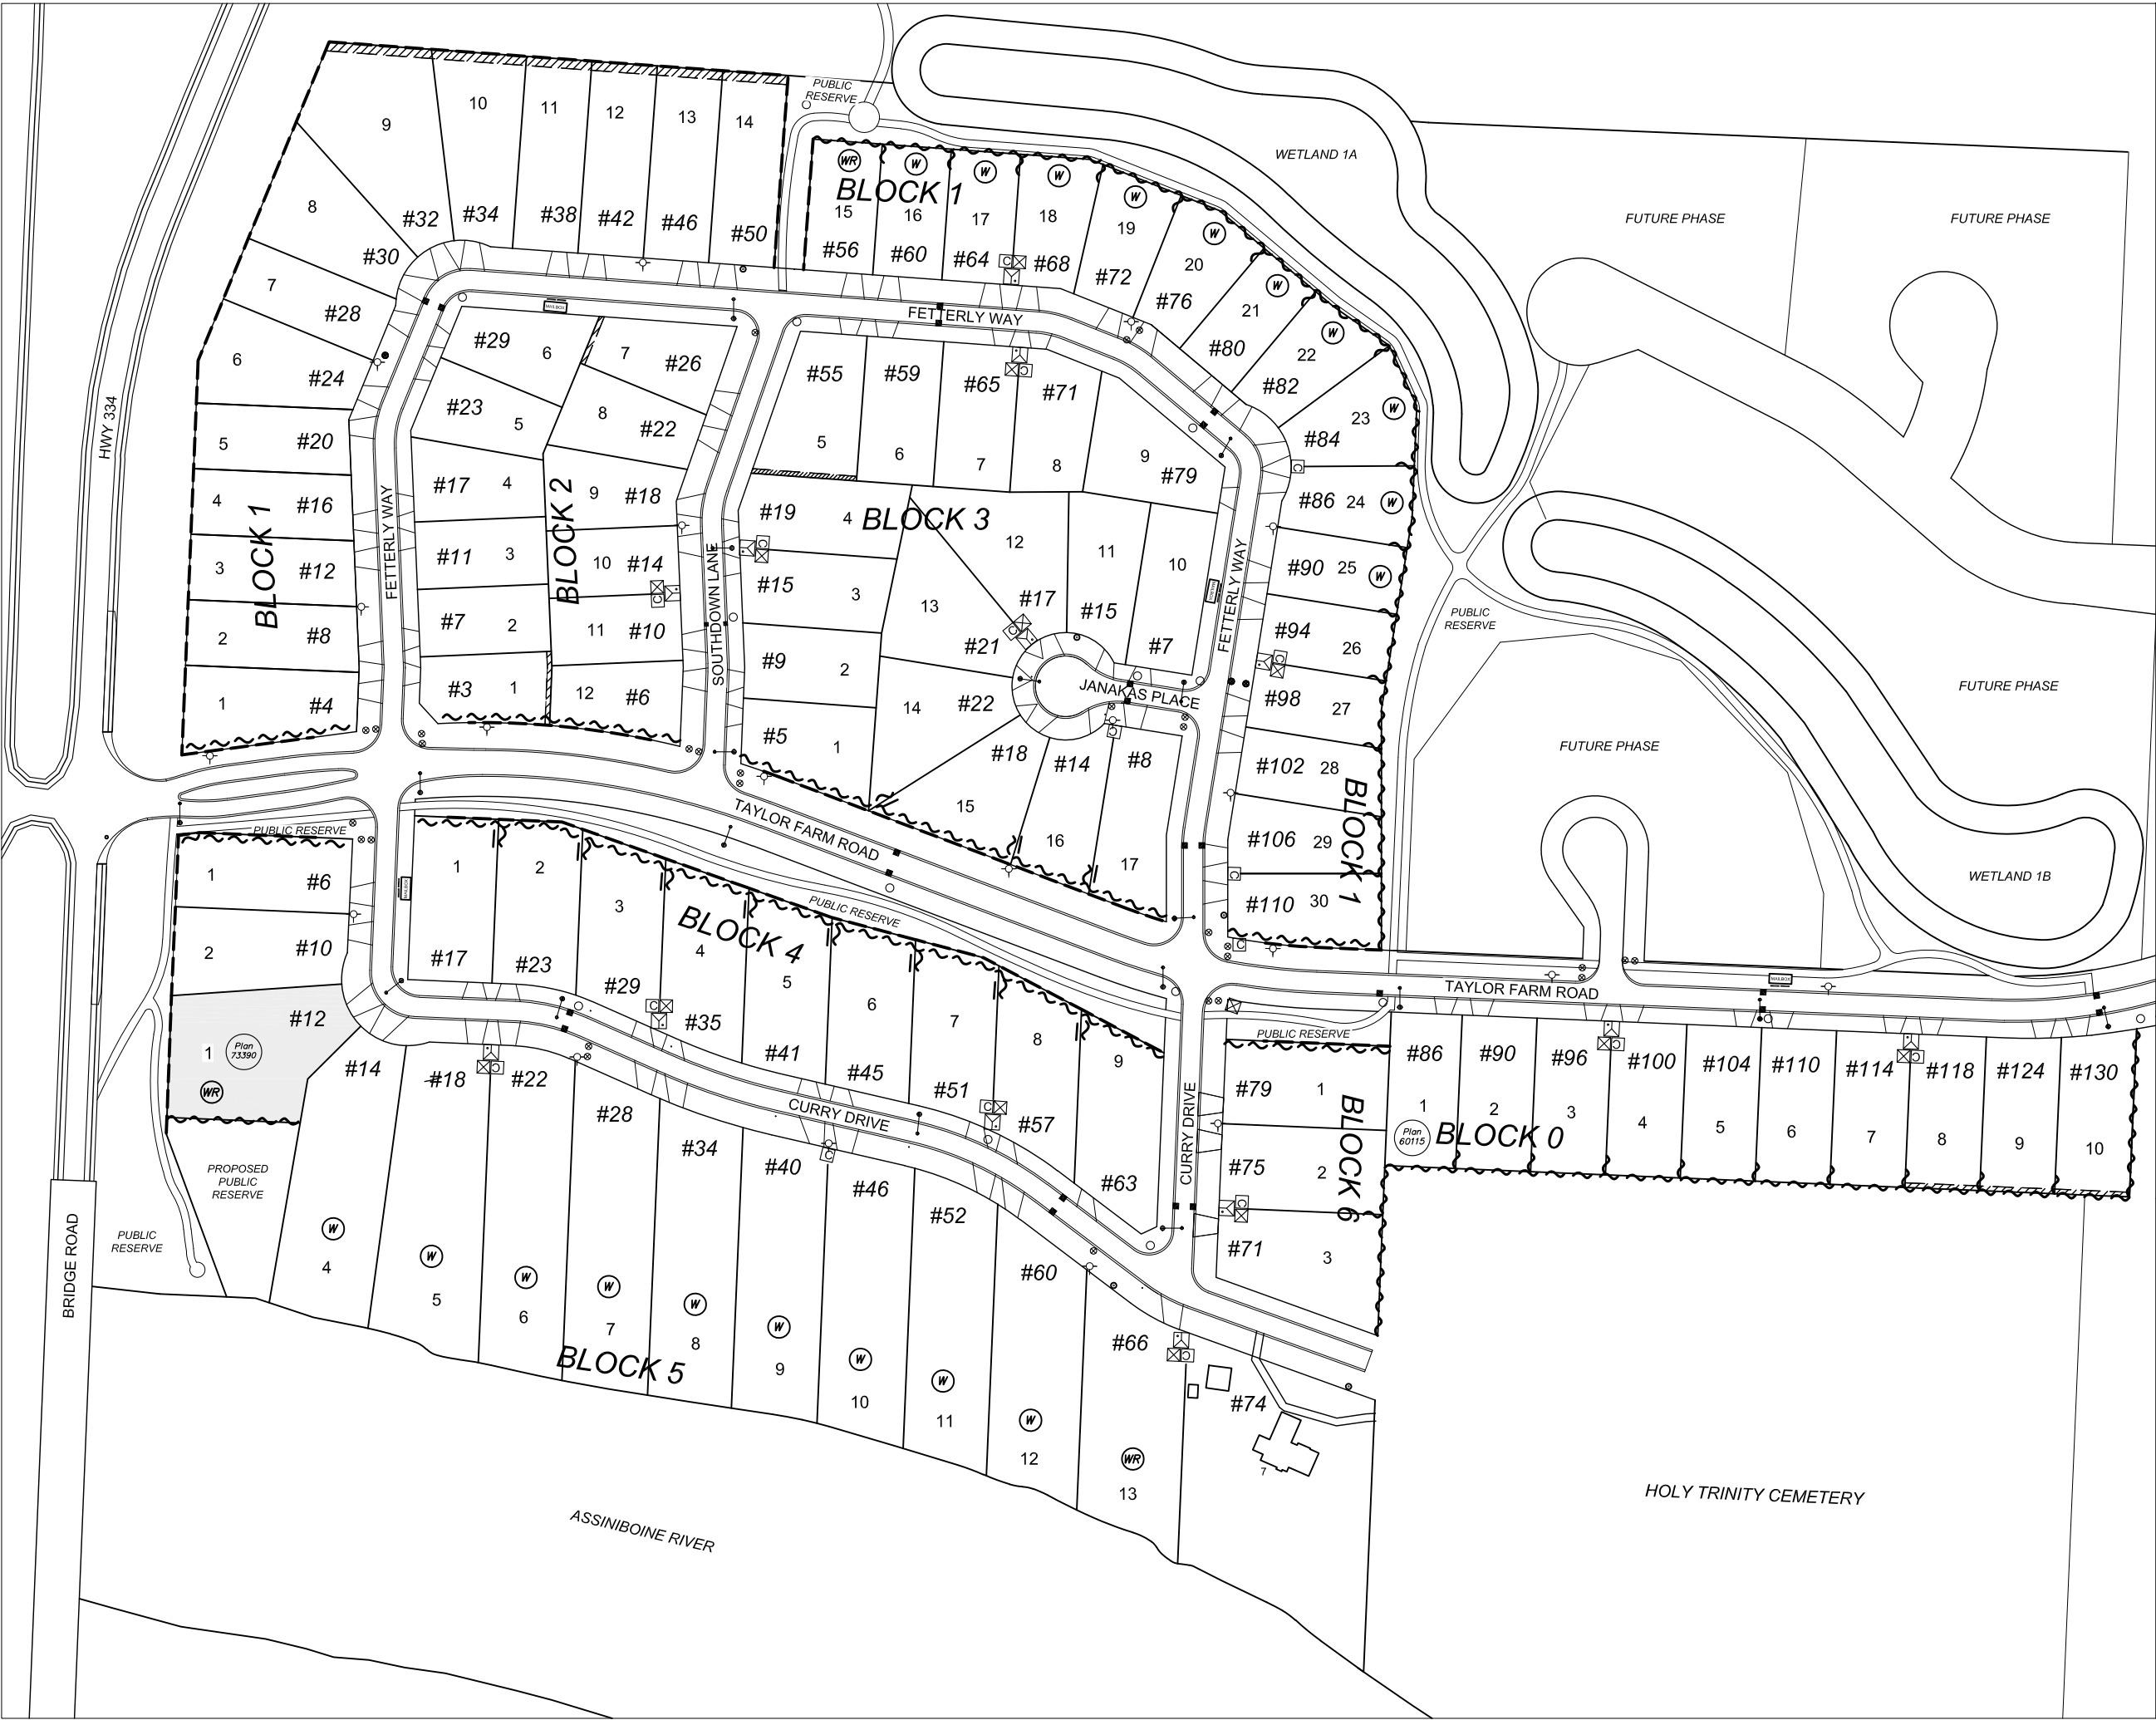 PUBLIC
RESERVE
WETLAND 1A
FUTURE PHASE
FUTURE PHASE
9
10
11
12
13
14
#32
#34
#38
#42
#46
#50
8
#30
7
#28
6
#24
5
#20
4
#16
3
#12
2
#8
1
#4
BLOCK 1
HWY 334
FETTERLY WAY
WR
W
W
W
W
W
W
W
W
W
W
W
BLOCK 1
15
16
17
18
19
20
21
22
23
#56
#60
#64
#68
#72
#76
#80
#82
#84
C
FETTERLY WAY
MAILBOX
#29
6
7
#26
#23
5
8
#22
#17
4
9
#18
#11
3
10
#14
C
#7
2
11
#10
#3
1
12
#6
BLOCK 2
SOUTHDOWN LANE
#55
#59
#65
#71
C
5
6
7
8
9
#79
#19
4
BLOCK 3
C
#15
3
#9
2
#5
1
12
11
10
13
#17
#15
#7
#21
C
14
#22
JANAKAS PLACE
#18
#14
#8
C
15
16
17
FETTERLY WAY
MAILBOX
C
#86
24
#90
25
#94
26
C
#98
27
#102
28
#106
29
C
#110
30
C
BLOCK 1
PUBLIC
RESERVE
FUTURE PHASE
FUTURE PHASE
WETLAND 1B
TAYLOR FARM ROAD
TAYLOR FARM ROAD
MAILBOX
PUBLIC RESERVE
PUBLIC RESERVE
PUBLIC RESERVE
1
#6
2
#10
#12
1
Plan
73390
WR
MAILBOX
1
2
3
4
5
6
7
8
9
BLOCK 4
#17
#23
#29
C
#35
#41
#45
#51
C
#57
#63
CURRY DRIVE
CURRY DRIVE
#79
1
#75
2
C
#71
3
BLOCK 6
#86
#90
#96
C
#100
#104
#110
#114
C
#118
#124
#130
1
2
3
4
5
6
7
8
9
10
Plan
60115
BLOCK 0
#14
#18
C
#22
#28
#34
#40
C
#46
#52
#60
#66
C
#74
7
PROPOSED
PUBLIC
RESERVE
PUBLIC
RESERVE
BRIDGE ROAD
W
4
W
5
W
6
W
7
W
8
W
9
W
10
W
11
W
12
WR
13
BLOCK 5
ASSINIBOINE RIVER
HOLY TRINITY CEMETERY